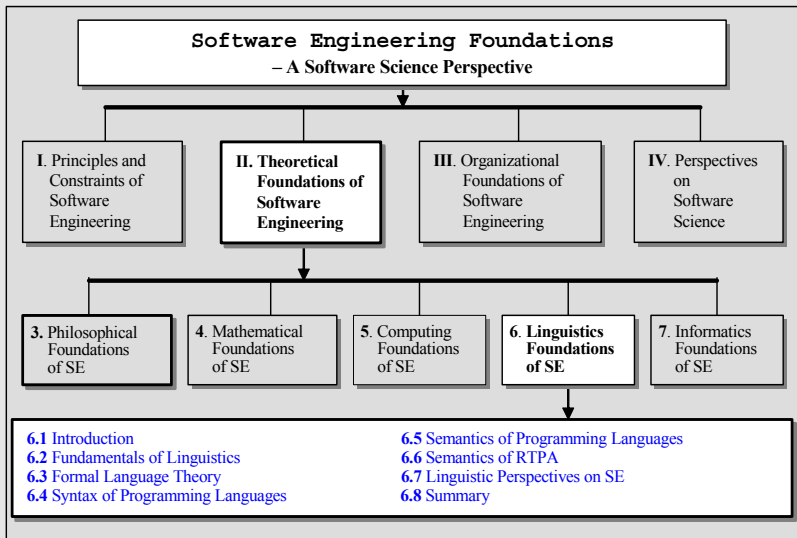 Software Engineering Foundations
– A Software Science Perspective
I. Principles and
Constraints of
Software
Engineering
II. Theoretical
Foundations of
Software
Engineering
III. Organizational
Foundations of
Software
Engineering
IV. Perspectives
on
Software
Science
3. Philosophical
Foundations
of SE
4. Mathematical
Foundations
of SE
5. Computing
Foundations
of SE
6. Linguistics
Foundations
of SE
7. Informatics
Foundations
of SE
6.1 Introduction
6.2 Fundamentals of Linguistics
6.3 Formal Language Theory
6.4 Syntax of Programming Languages
6.5 Semantics of Programming Languages
6.6 Semantics of RTPA
6.7 Linguistic Perspectives on SE
6.8 Summary